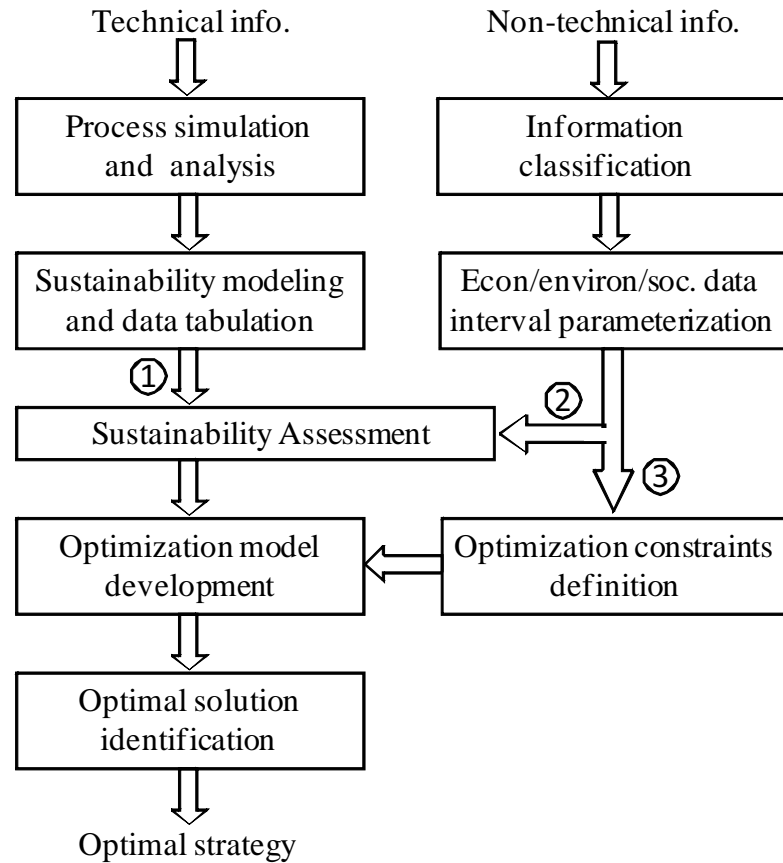 Technical info.
Non-technical info.
Process simulation
and analysis
Information
classification
Sustainability modeling
and data tabulation
Econ/environ/soc. data
interval parameterization
1
2
Sustainability Assessment
3
Optimization model
development
Optimization constraints
definition
Optimal solution
identification
Optimal strategy